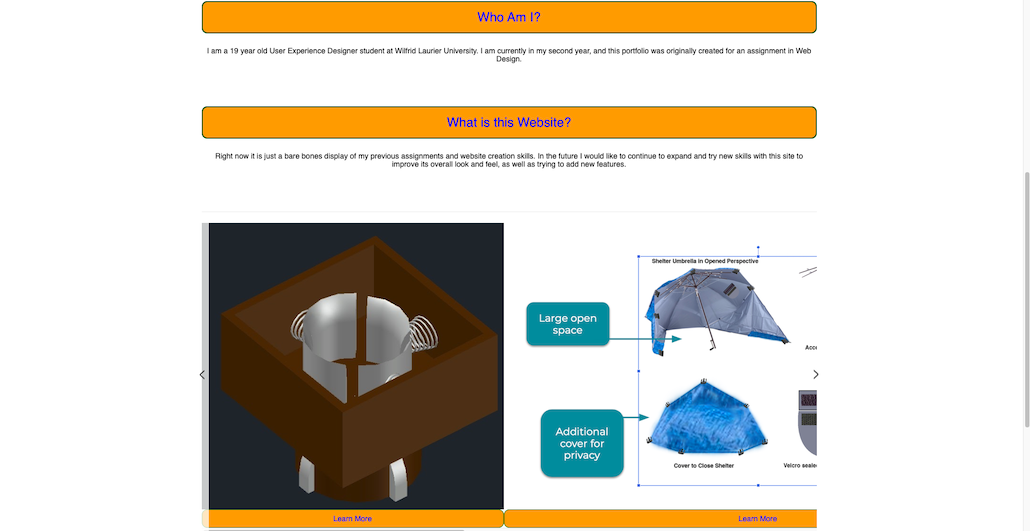 Who Am I?
I am a 19 year old User Experience Designer student at Wilfrid Laurier University. I am currently in my second year, and this portfolio was originally created for an assignment in Web
Design.
What is this Website?
Right now it is just a bare bones display of my previous assignments and website creation skills. In the future I would like to continue to expand and try new skills with this site to
improve its overall look and feel, as well as trying to add new features.
Shelter Umbrella in Opened Perspective
Large open
space
Additional
cover for
privacy
Cover to Close Shelter
Velcro
Learn More
Learn More